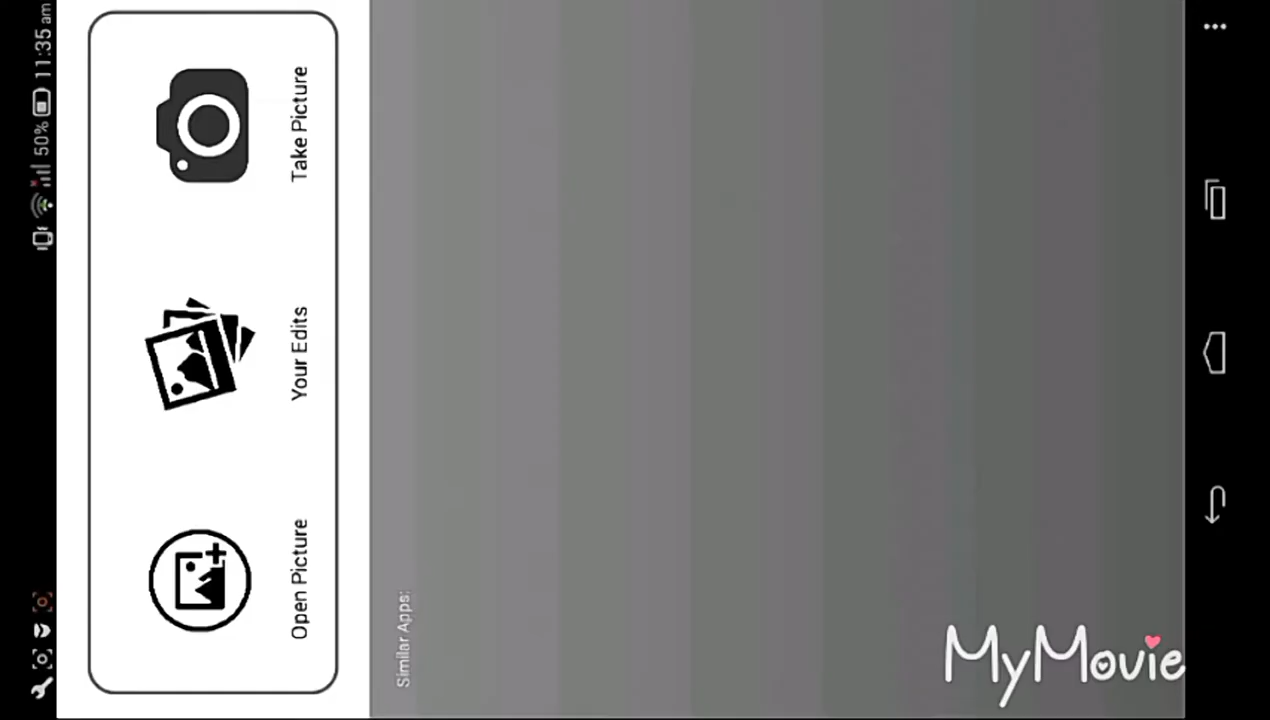 50% 11:35 am
Open Picture
Your Edits
Take Picture
Similar Apps:
MyMovie